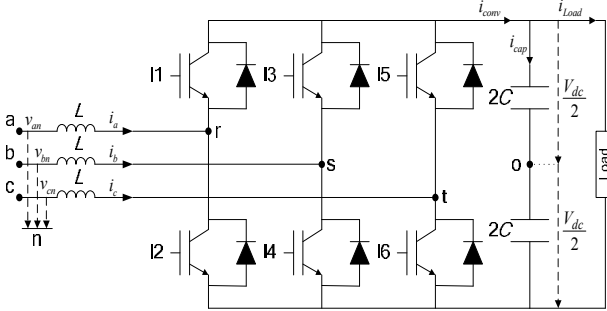 i_conv
i_Load
i_cap
I1
I3
I5
2C
V_dc/2
a
v_an
L
i_a
r
b
v_bn
L
i_b
s
o
Load
c
v_cn
L
i_c
t
n
I2
I4
I6
2C
V_dc/2